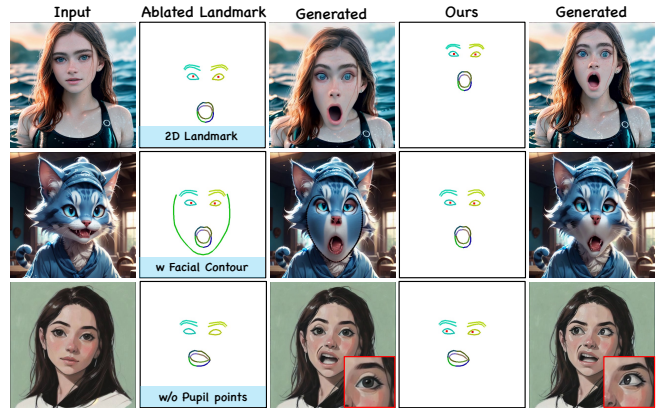 Input Ablated Landmark Generated Ours Generated
2D Landmark
w Facial Contour
w/o Pupil points